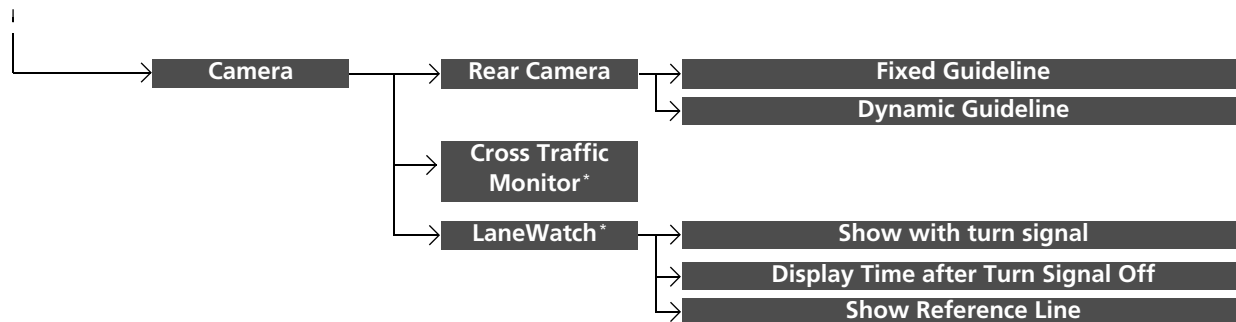 Camera
Rear Camera
Fixed Guideline
Dynamic Guideline
Cross Traffic
Monitor*
LaneWatch*
Show with turn signal
Display Time after Turn Signal Off
Show Reference Line